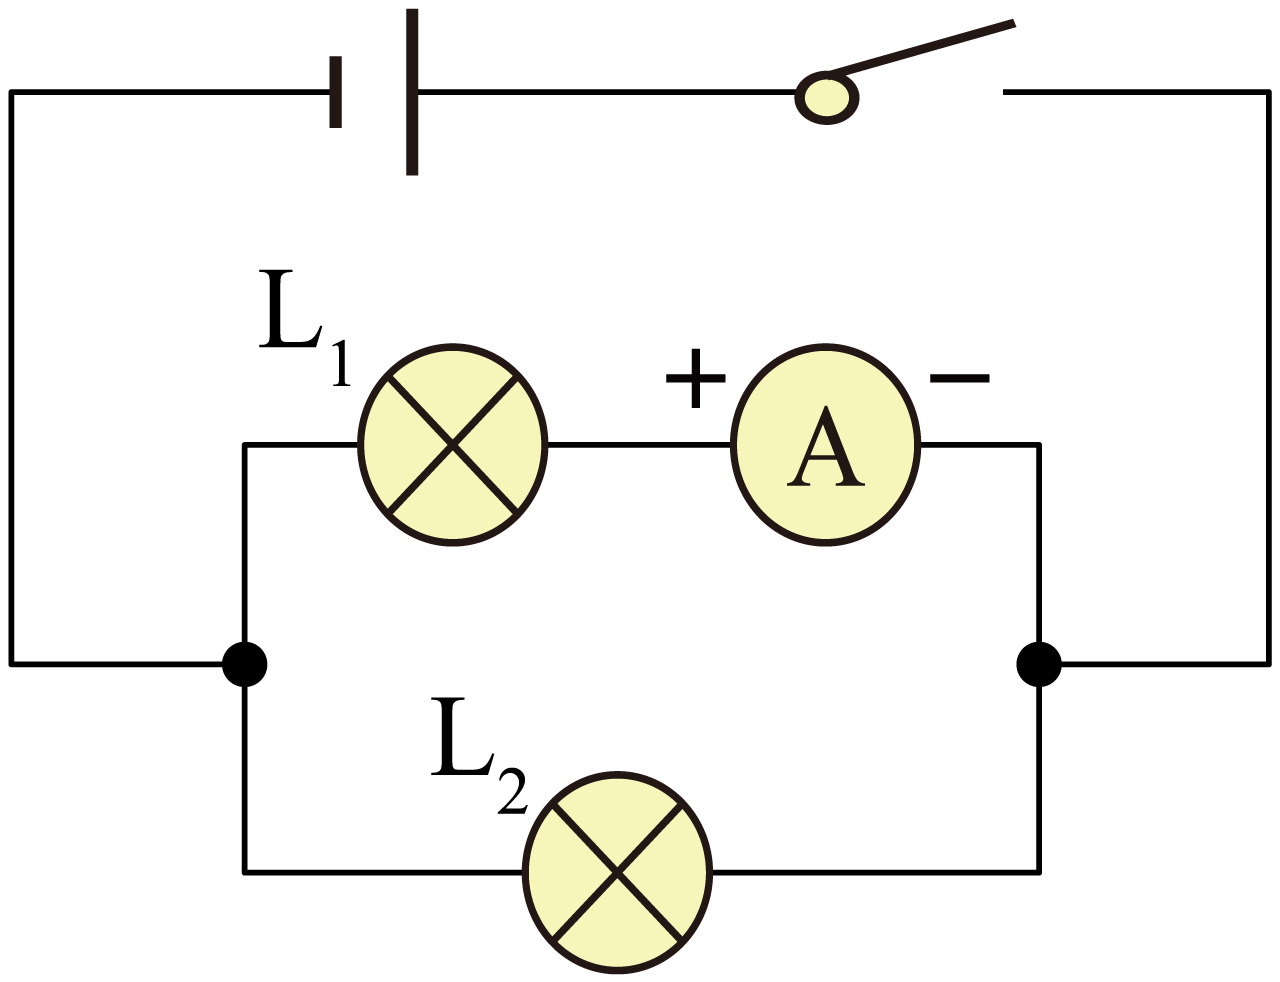 L₁
+ A −
L₂